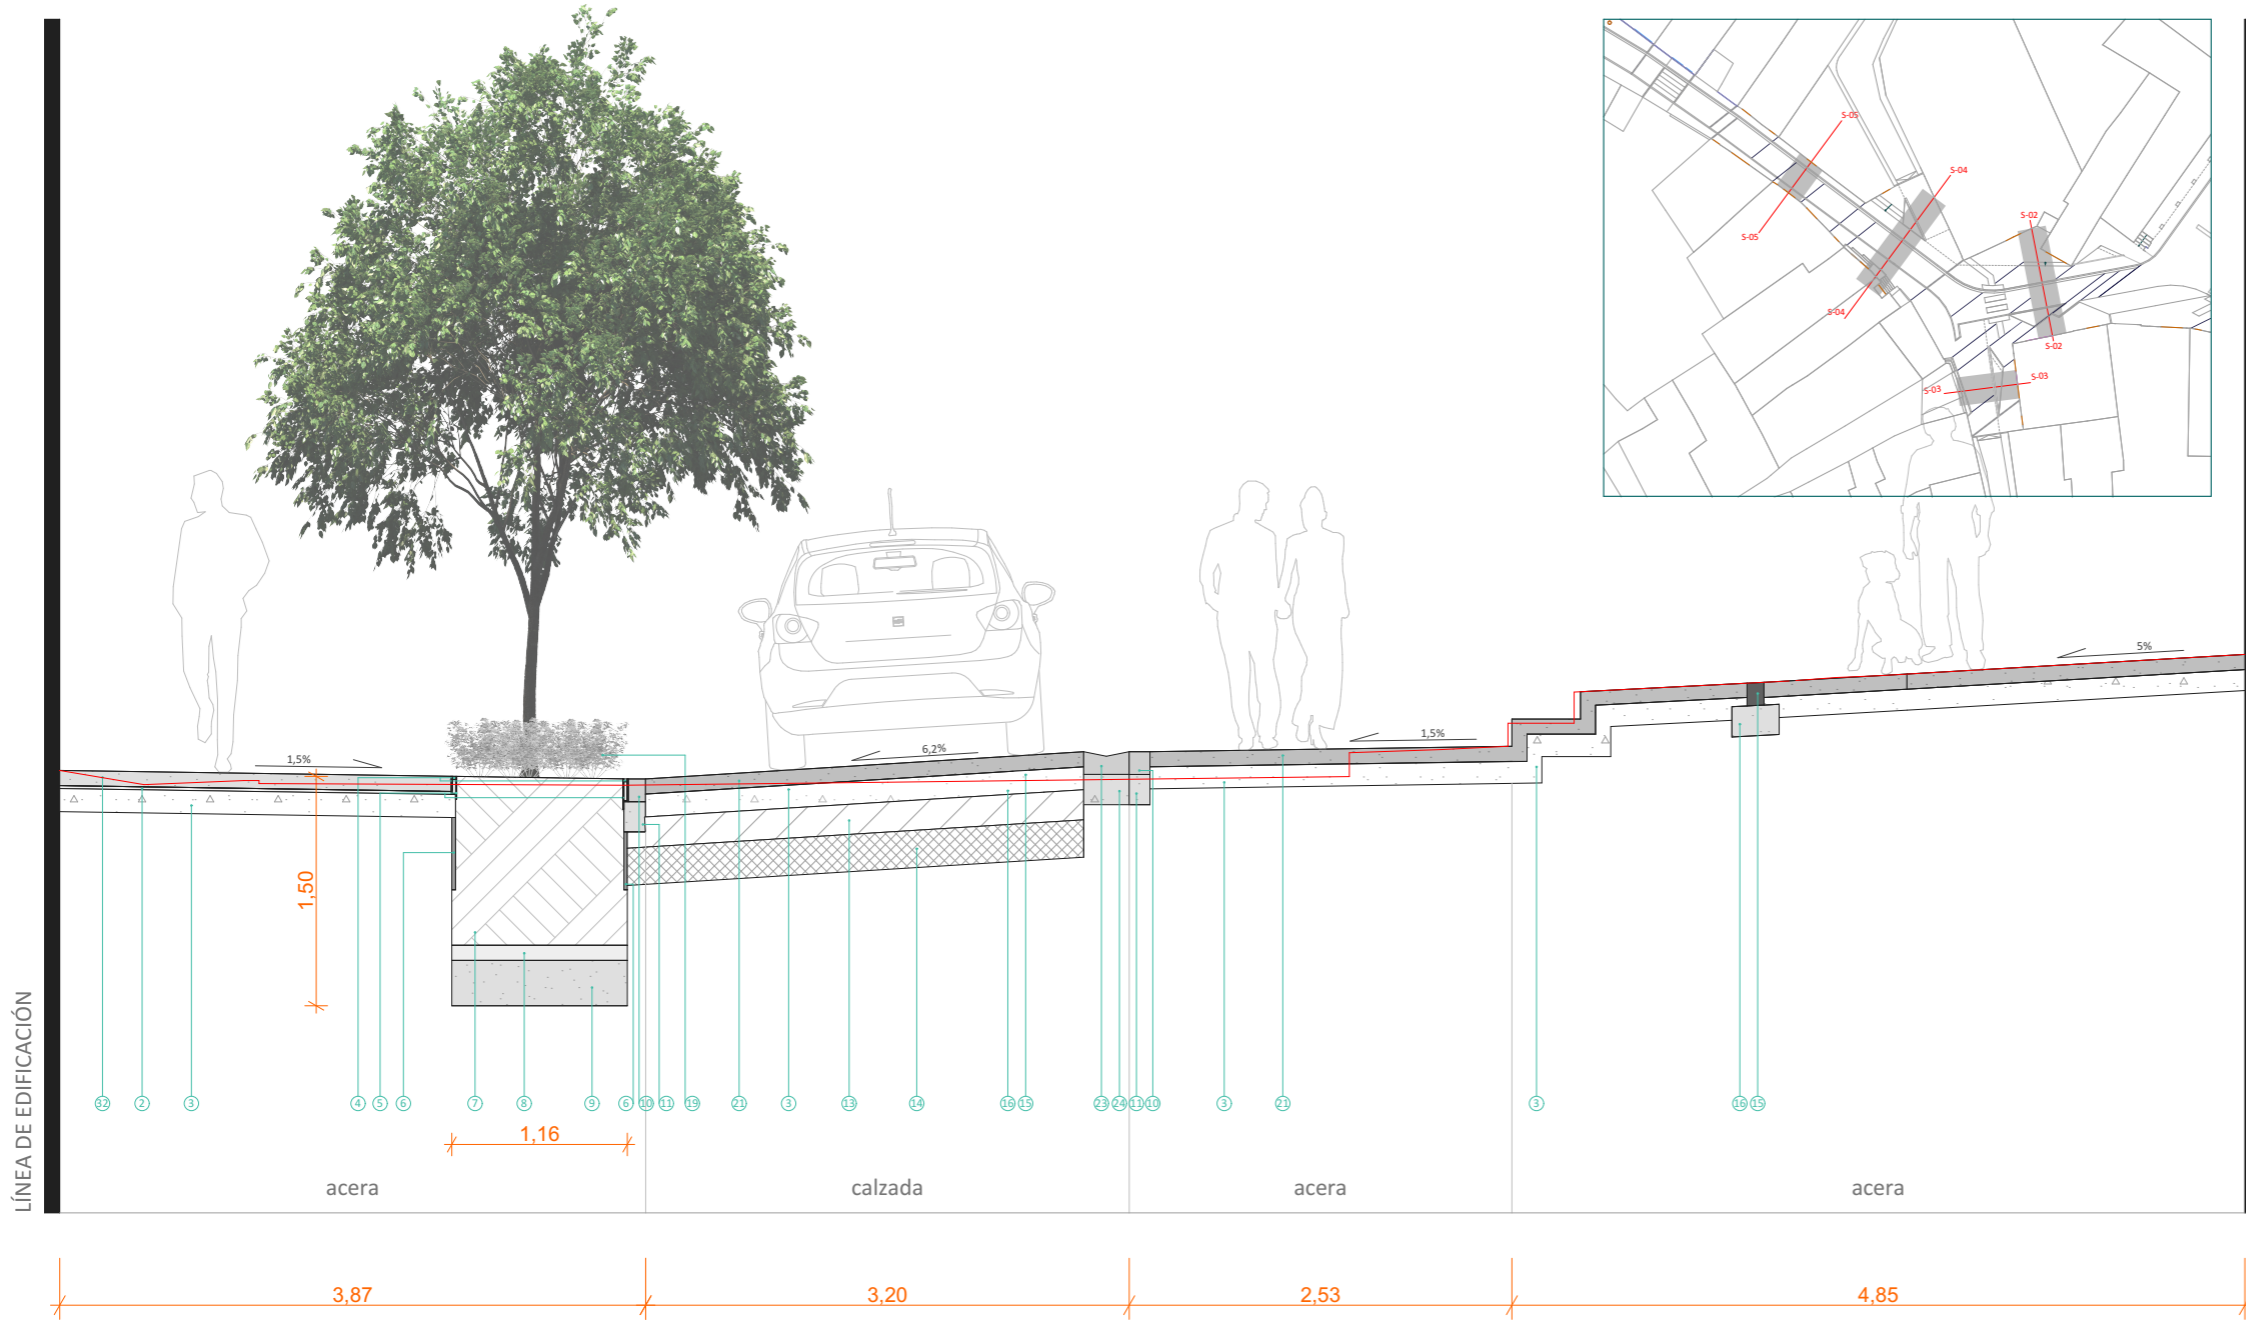 S-05
S-04
S-02
S-05
S-04
S-02
S-03
S-03
5%
1,5%
6,2%
1,5%
1,50
LÍNEA DE EDIFICACIÓN
32 2 3 4 5 6 7 8 9 6 10 11 19 21 3 13 14 16 15 23 24 11 10 3 21 3 16 15
1,16
acera calzada acera acera
3,87 3,20 2,53 4,85